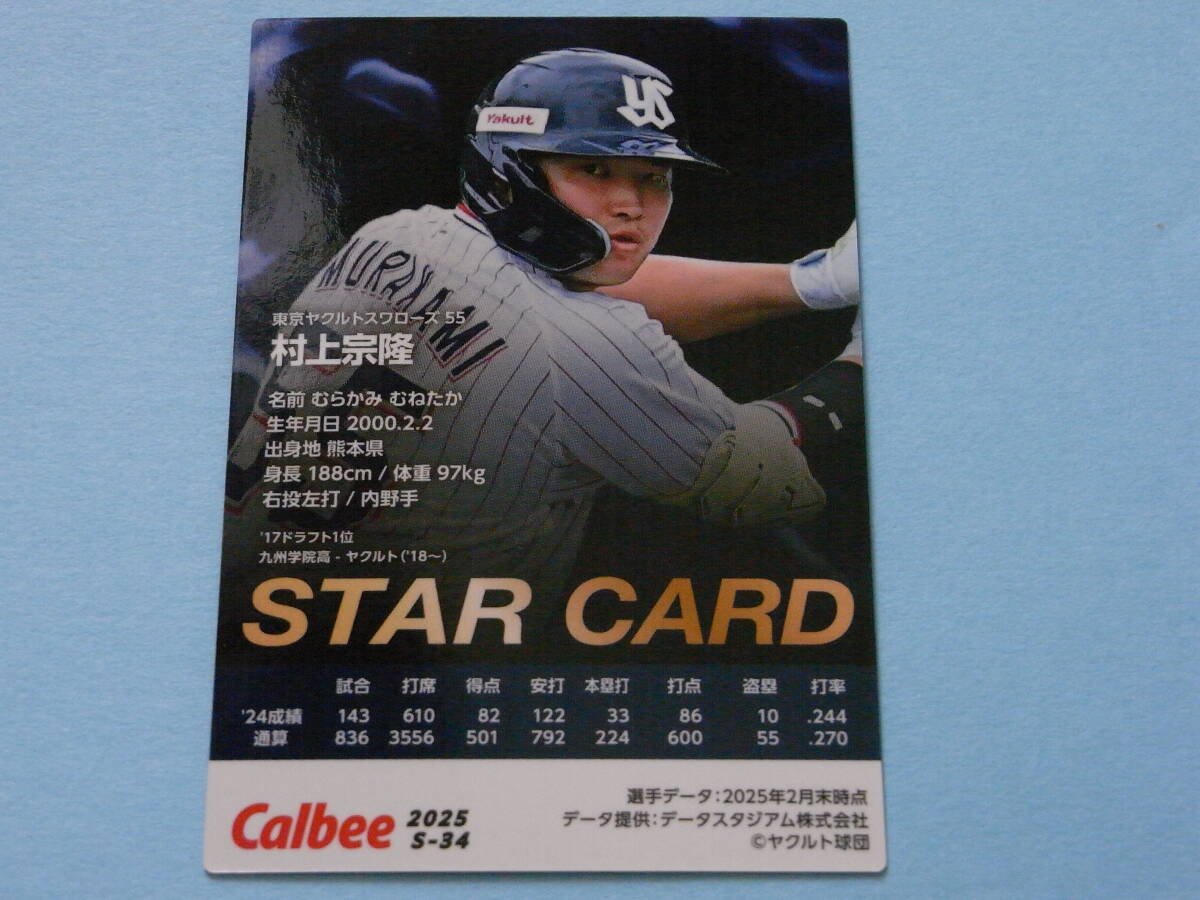 YS
Yakult
MURAKAMI
東京ヤクルトスワローズ 55
村上宗隆
名前 むらかみ むねたか
生年月日 2000.2.2
出身地 熊本県
身長 188cm / 体重 97kg
右投左打 / 内野手
'17ドラフト1位
九州学院高 - ヤクルト('18〜)
STAR CARD
試合 打席 得点 安打 本塁打 打点 盗塁 打率
'24成績 143 610 82 122 33 86 10 .244
通算 836 3556 501 792 224 600 55 .270
Calbee 2025 S-34
選手データ:2025年2月末時点
データ提供:データスタジアム株式会社
©ヤクルト球団